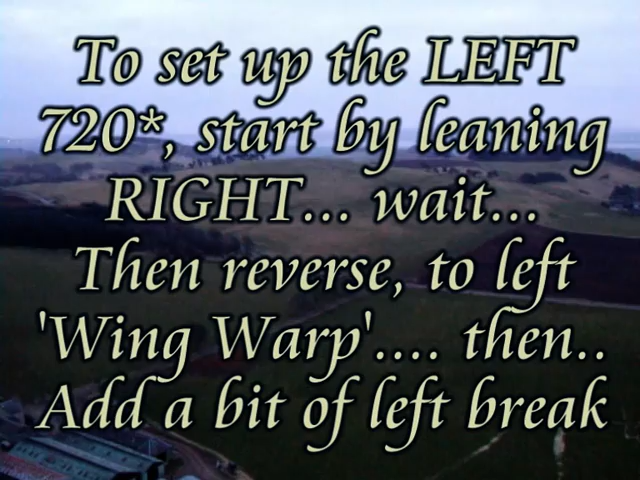 To set up the LEFT
720*, start by leaning
RIGHT... wait...
Then reverse, to left
'Wing Warp'.... then..
Add a bit of left break